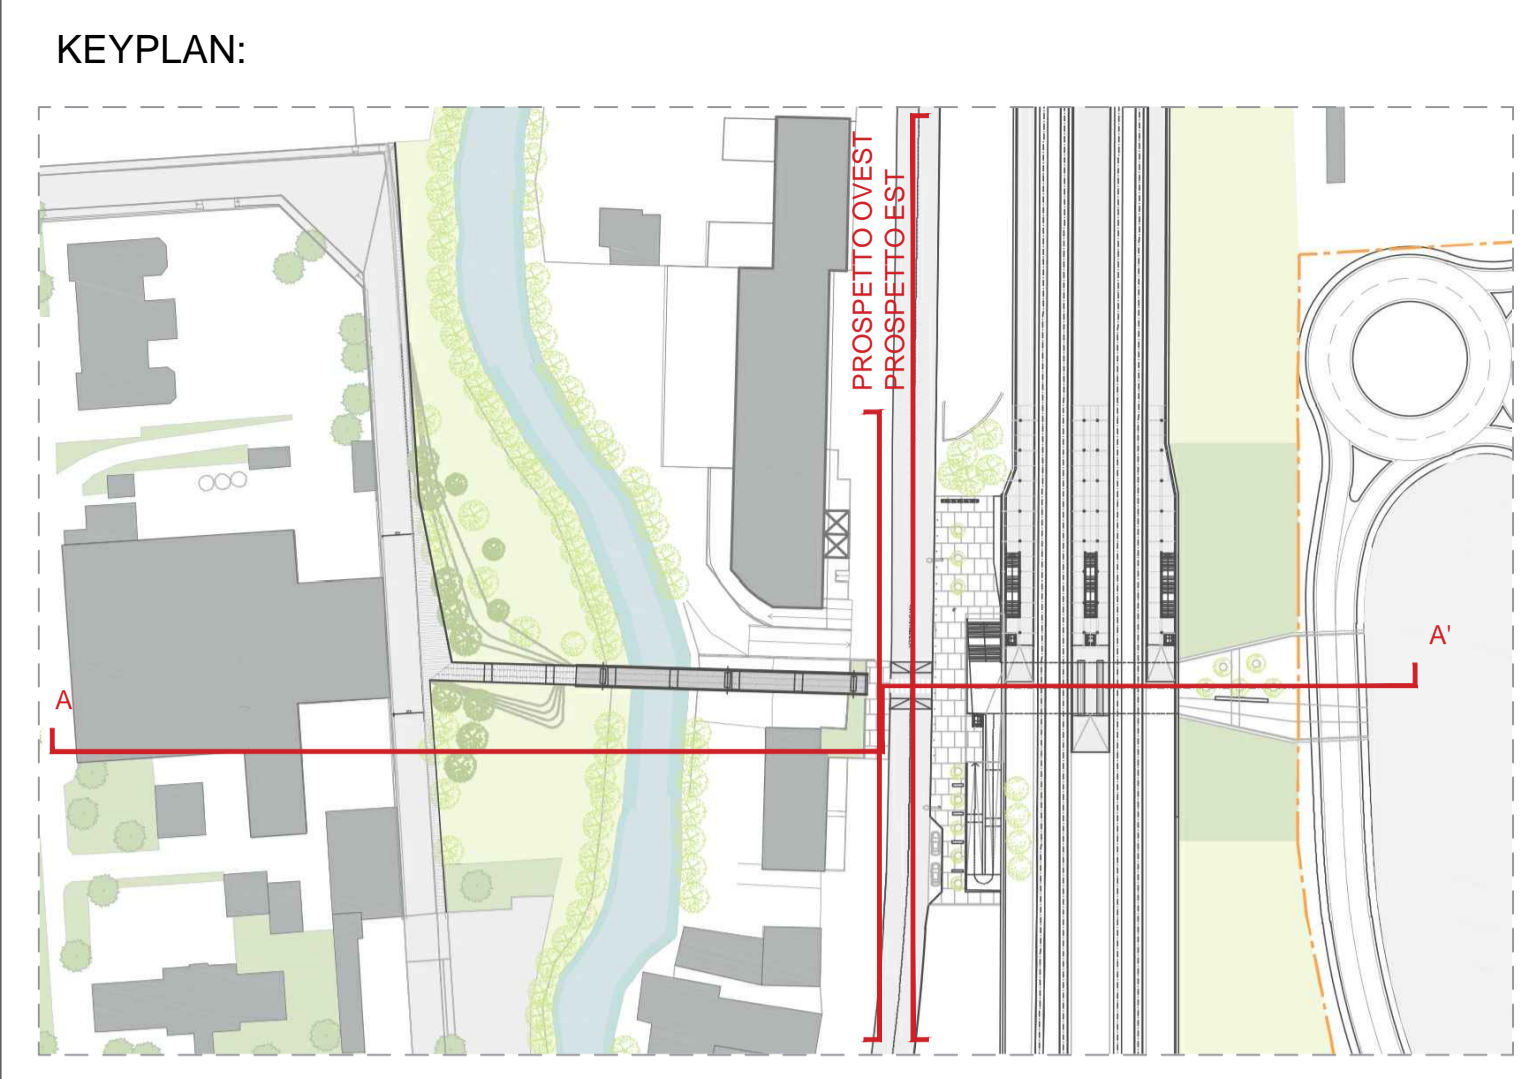 KEYPLAN:
PROSPETTO OVEST
PROSPETTO EST
A'
A